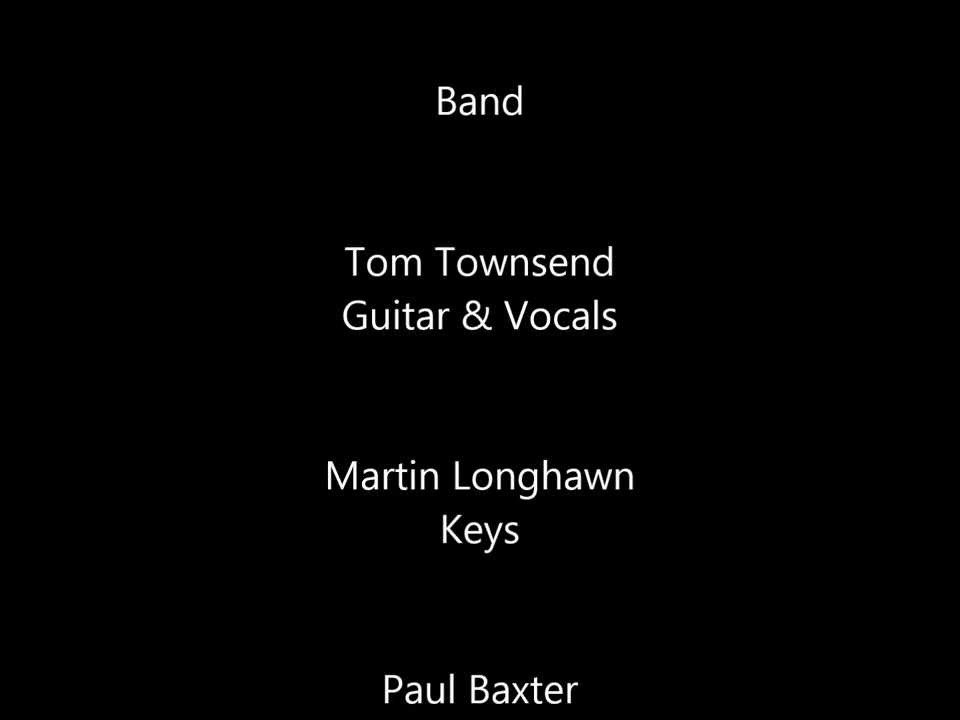 Band
Tom Townsend
Guitar & Vocals
Martin Longhawn
Keys
Paul Baxter